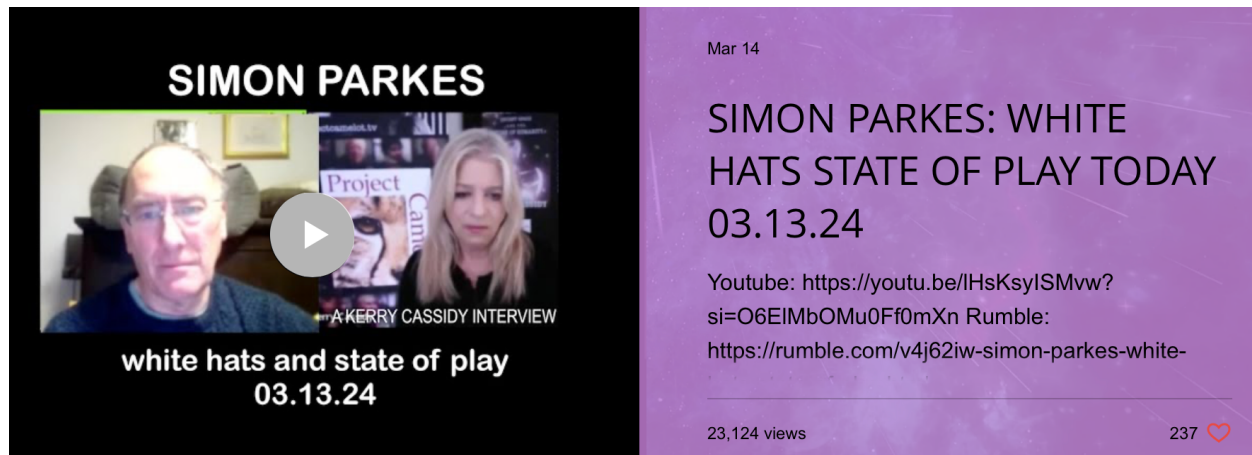 SIMON PARKES
Project
A KERRY CASSIDY INTERVIEW
white hats and state of play
03.13.24
Mar 14
SIMON PARKES: WHITE
HATS STATE OF PLAY TODAY
03.13.24
Youtube: https://youtu.be/lHsKsyISMvw?
si=O6ElMbOMu0Ff0mXn Rumble:
https://rumble.com/v4j62iw-simon-parkes-white-
23,124 views
237